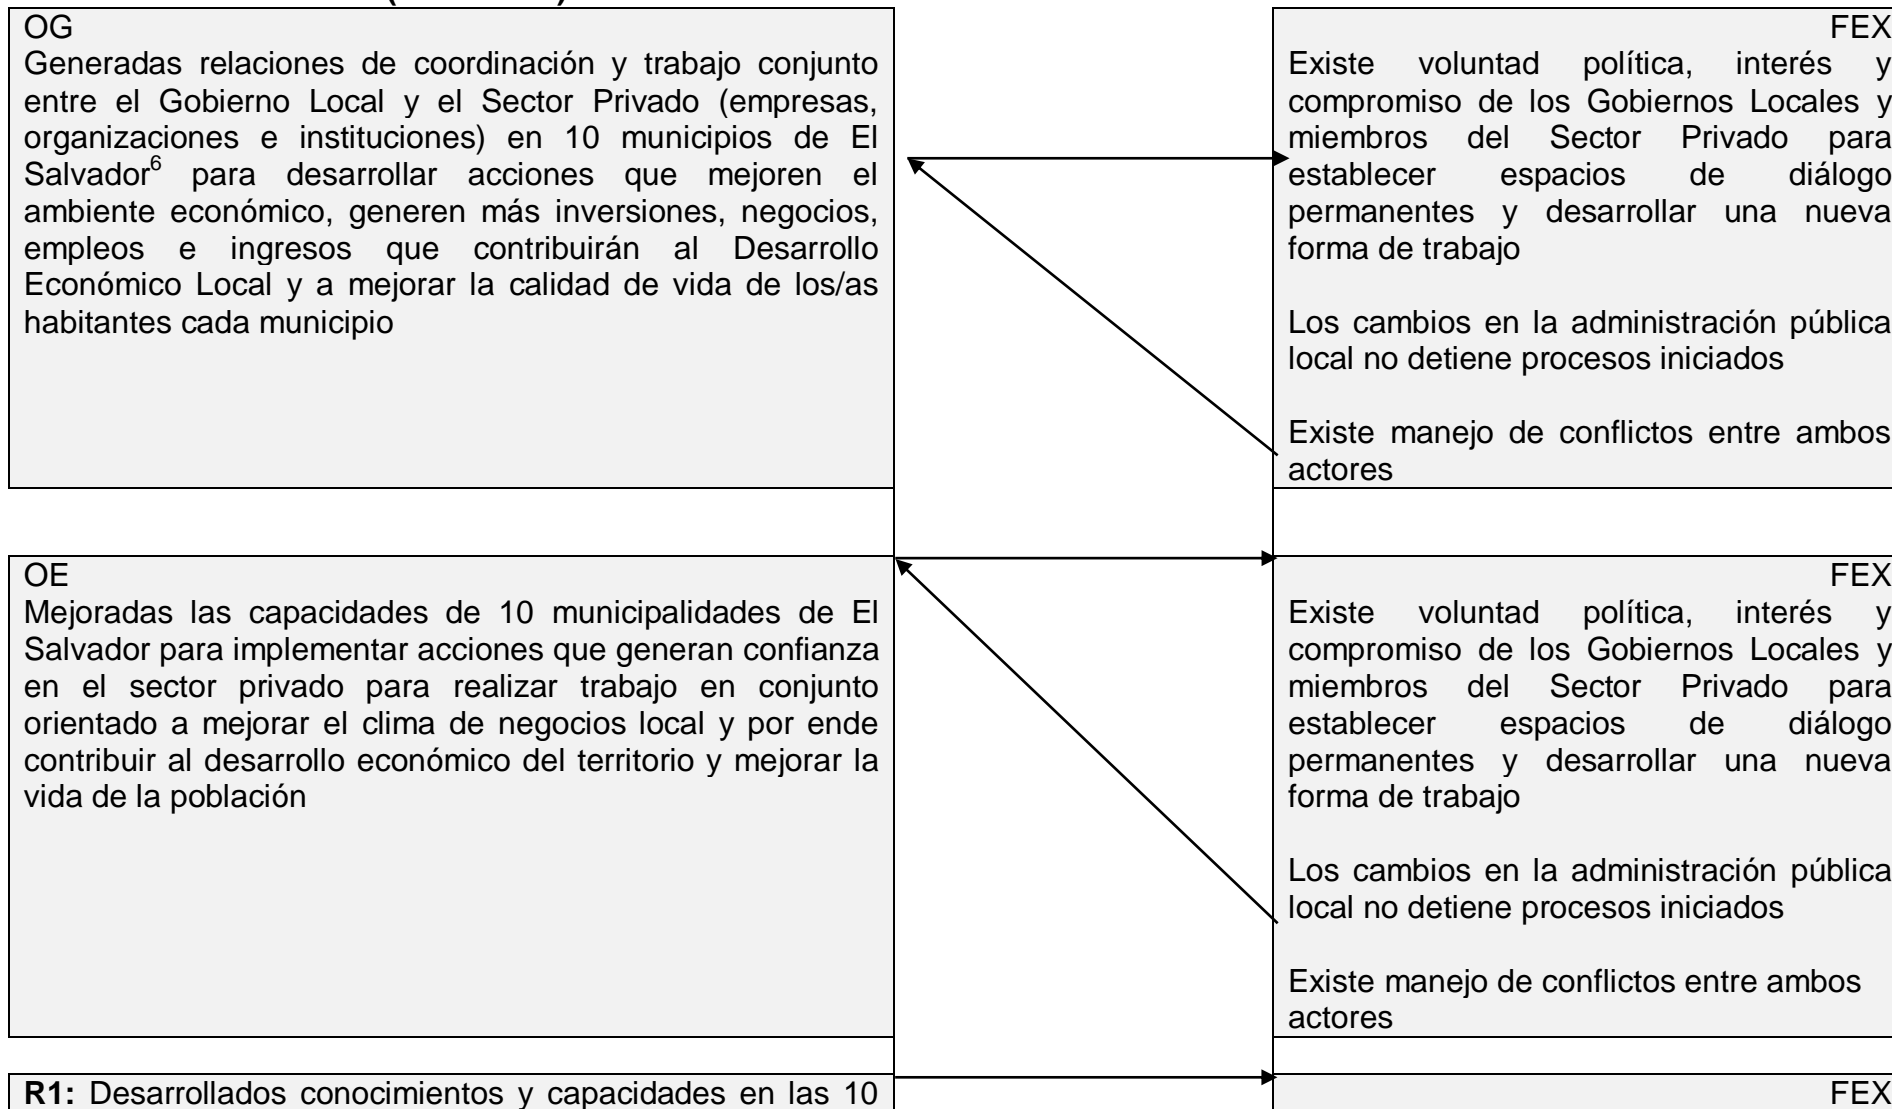 OG
Generadas relaciones de coordinación y trabajo conjunto
entre el Gobierno Local y el Sector Privado (empresas,
organizaciones e instituciones) en 10 municipios de El
Salvador6 para desarrollar acciones que mejoren el
ambiente económico, generen más inversiones, negocios,
empleos e ingresos que contribuirán al Desarrollo
Económico Local y a mejorar la calidad de vida de los/as
habitantes cada municipio
FEX
Existe voluntad política, interés y
compromiso de los Gobiernos Locales y
miembros del Sector Privado para
establecer espacios de diálogo
permanentes y desarrollar una nueva
forma de trabajo
Los cambios en la administración pública
local no detiene procesos iniciados
Existe manejo de conflictos entre ambos
actores
OE
Mejoradas las capacidades de 10 municipalidades de El
Salvador para implementar acciones que generan confianza
en el sector privado para realizar trabajo en conjunto
orientado a mejorar el clima de negocios local y por ende
contribuir al desarrollo económico del territorio y mejorar la
vida de la población
FEX
Existe voluntad política, interés y
compromiso de los Gobiernos Locales y
miembros del Sector Privado para
establecer espacios de diálogo
permanentes y desarrollar una nueva
forma de trabajo
Los cambios en la administración pública
local no detiene procesos iniciados
Existe manejo de conflictos entre ambos
actores
R1: Desarrollados conocimientos y capacidades en las 10
FEX